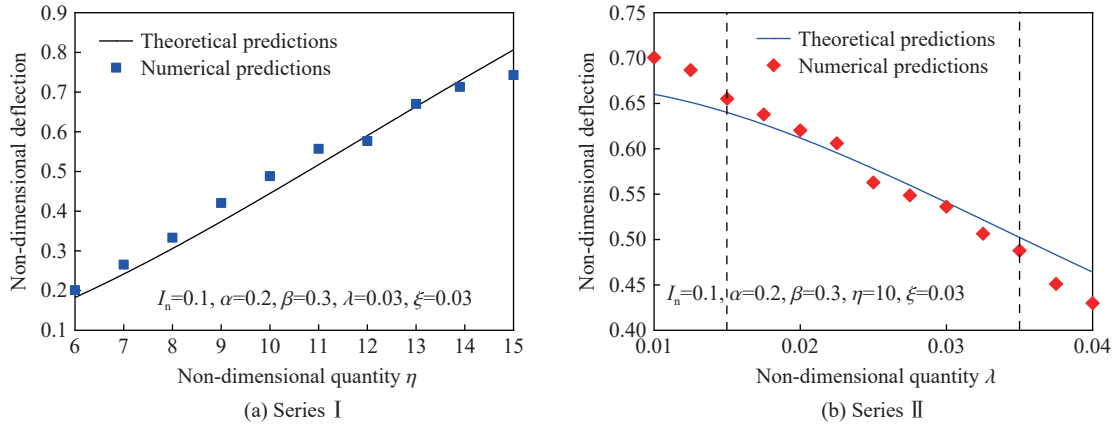 0.9
0.8
0.7
0.6
0.5
0.4
0.3
0.2
0.1
Non-dimensional deflection
Theoretical predictions
Numerical predictions
Iₙ=0.1, α=0.2, β=0.3, λ=0.03, ξ=0.03
6 7 8 9 10 11 12 13 14 15
Non-dimensional quantity η
(a) Series Ⅰ
0.75
0.70
0.65
0.60
0.55
0.50
0.45
0.40
Non-dimensional deflection
Theoretical predictions
Numerical predictions
Iₙ=0.1, α=0.2, β=0.3, η=10, ξ=0.03
0.01 0.02 0.03 0.04
Non-dimensional quantity λ
(b) Series Ⅱ